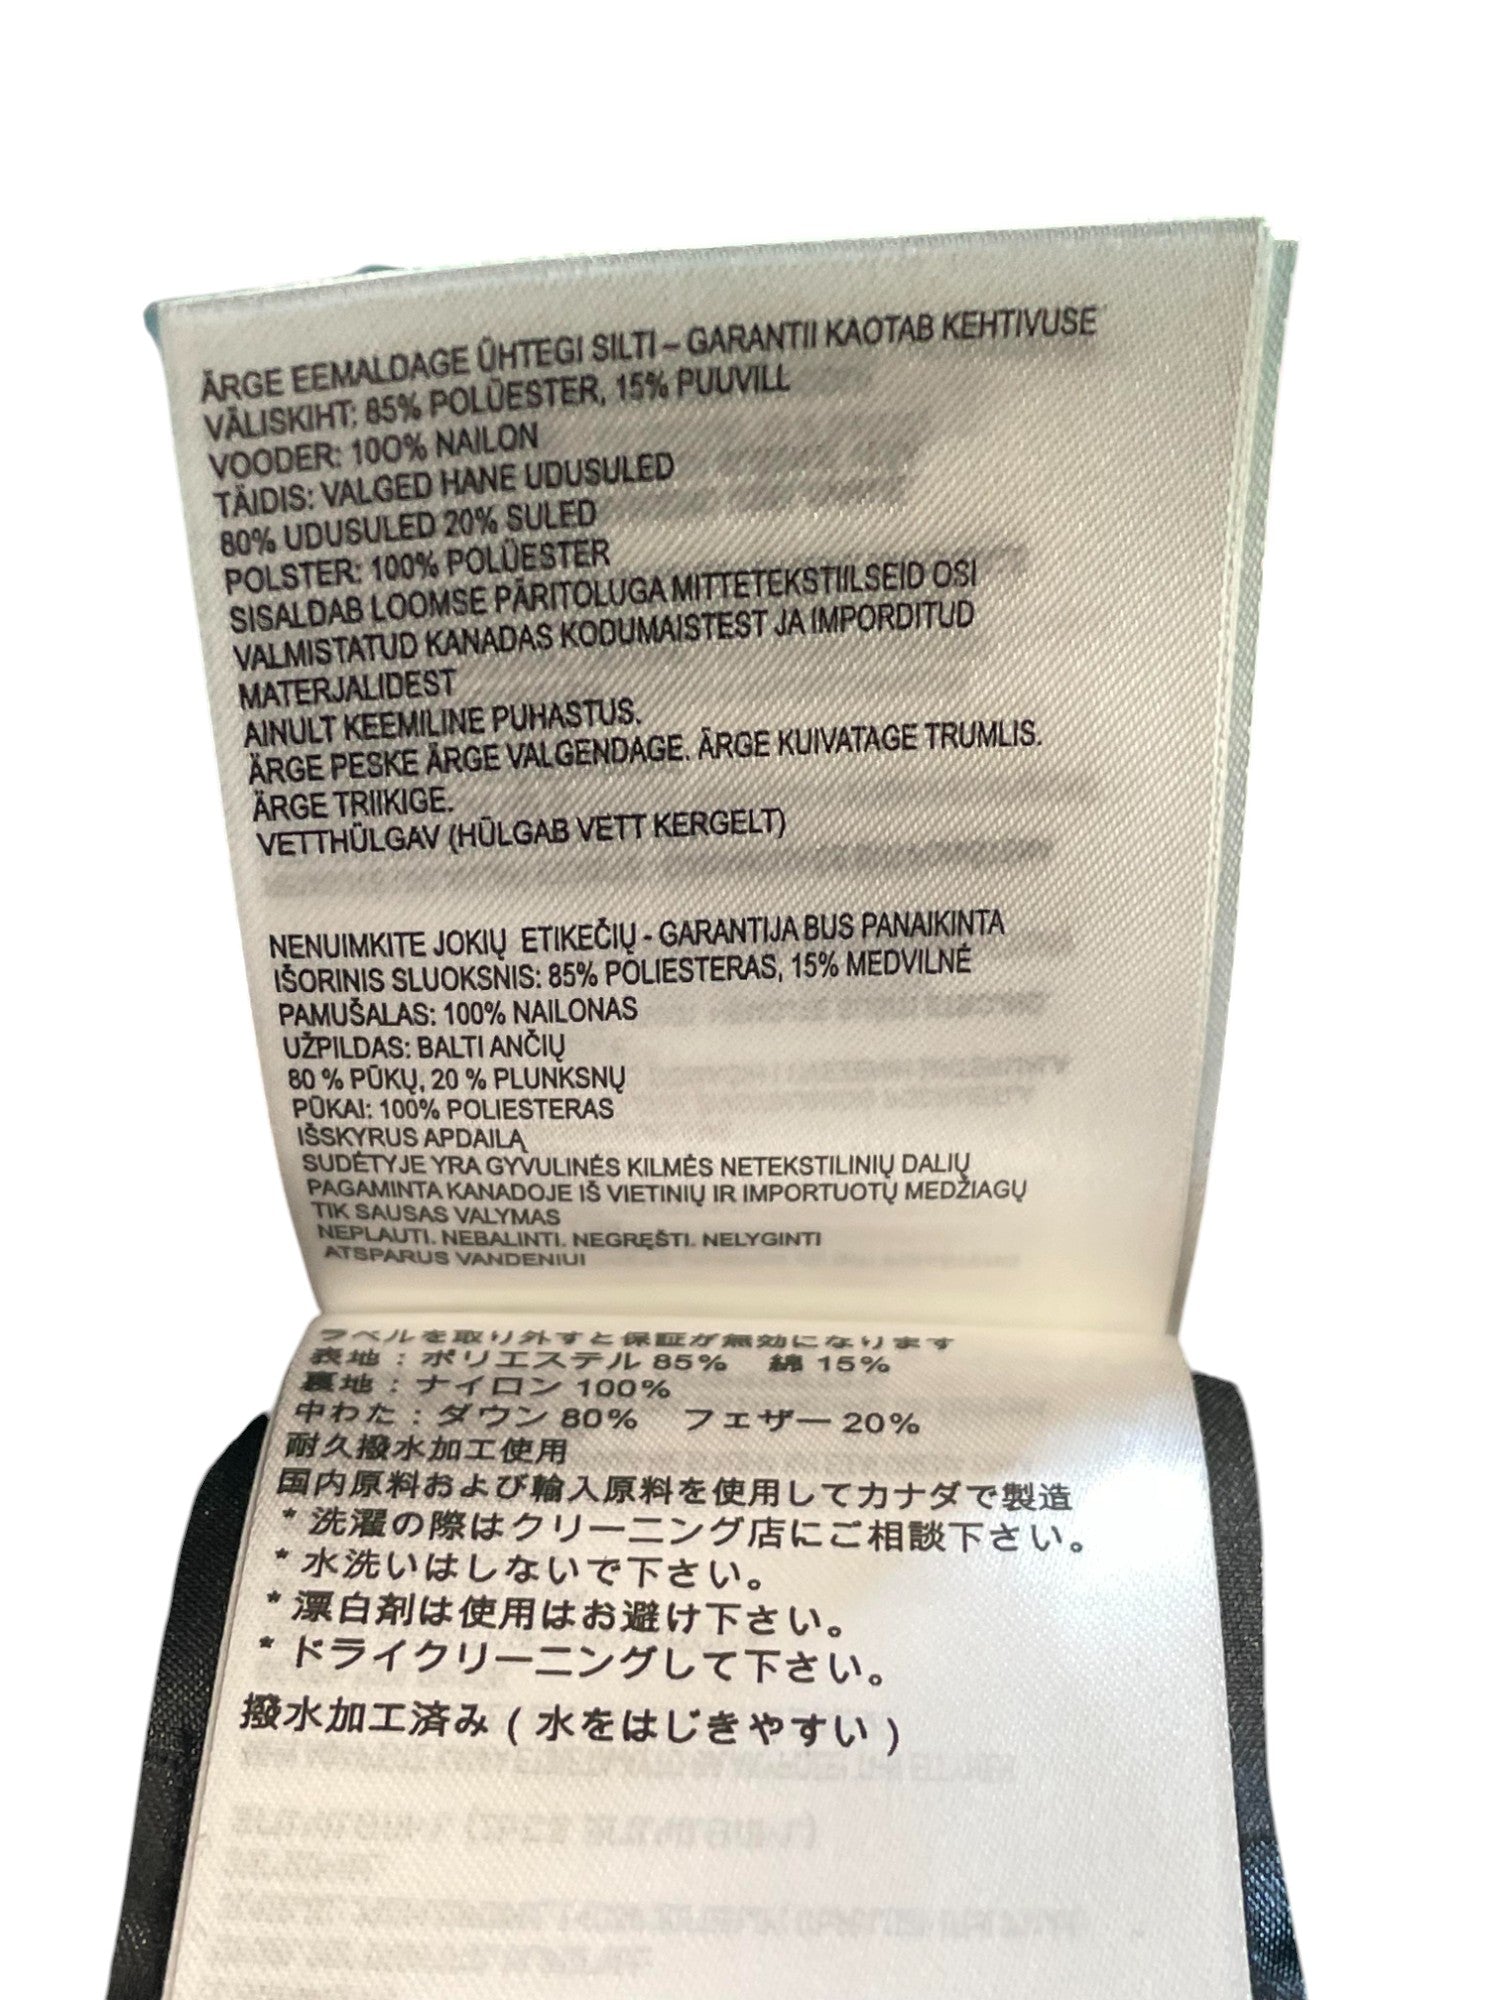 ÄRGE EEMALDAGE ÜHTEGI SILTI – GARANTII KAOTAB KEHTIVUSE
VÄLISKIHT: 85% POLÜESTER, 15% PUUVILL
VOODER: 100% NAILON
TÄIDIS: VALGED HANE UDUSULED
80% UDUSULED 20% SULED
POLSTER: 100% POLÜESTER
SISALDAB LOOMSE PÄRITOLUGA MITTETEKSTIILSEID OSI
VALMISTATUD KANADAS KODUMAISTEST JA IMPORDITUD
MATERJALIDEST
AINULT KEEMILINE PUHASTUS.
ÄRGE PESKE ÄRGE VALGENDAGE. ÄRGE KUIVATAGE TRUMLIS.
ÄRGE TRIIKIGE.
VETTHÜLGAV (HÜLGAB VETT KERGELT)
NENUIMKITE JOKIŲ ETIKEČIŲ - GARANTIJA BUS PANAIKINTA
IŠORINIS SLUOKSNIS: 85% POLIESTERAS, 15% MEDVILNĖ
PAMUŠALAS: 100% NAILONAS
UŽPILDAS: BALTI ANČIŲ
80 % PŪKŲ, 20 % PLUNKSNŲ
PŪKAI: 100% POLIESTERAS
IŠSKYRUS APDAILĄ
SUDĖTYJE YRA GYVULINĖS KILMĖS NETEKSTILINIŲ DALIŲ
PAGAMINTA KANADOJE IŠ VIETINIŲ IR IMPORTUOTŲ MEDŽIAGŲ
TIK SAUSAS VALYMAS
NEPLAUTI. NEBALINTI. NEGRĘŠTI. NELYGINTI
ATSPARUS VANDENIUI
ラベルを取り外すと保証が無効になります
表地：ポリエステル 85%　綿 15%
裏地：ナイロン 100%
中わた：ダウン 80%　フェザー 20%
耐久撥水加工使用
国内原料および輸入原料を使用してカナダで製造
* 洗濯の際はクリーニング店にご相談下さい。
* 水洗いはしないで下さい。
* 漂白剤は使用はお避け下さい。
* ドライクリーニングして下さい。
撥水加工済み ( 水をはじきやすい )